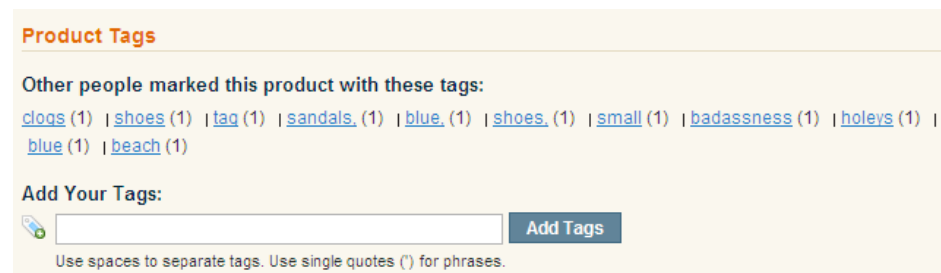 Product Tags
Other people marked this product with these tags:
clogs (1) | shoes (1) | tag (1) | sandals, (1) | blue, (1) | shoes, (1) | small (1) | badassness (1) | holeys (1) |
blue (1) | beach (1)
Add Your Tags:
Add Tags
Use spaces to separate tags. Use single quotes (') for phrases.